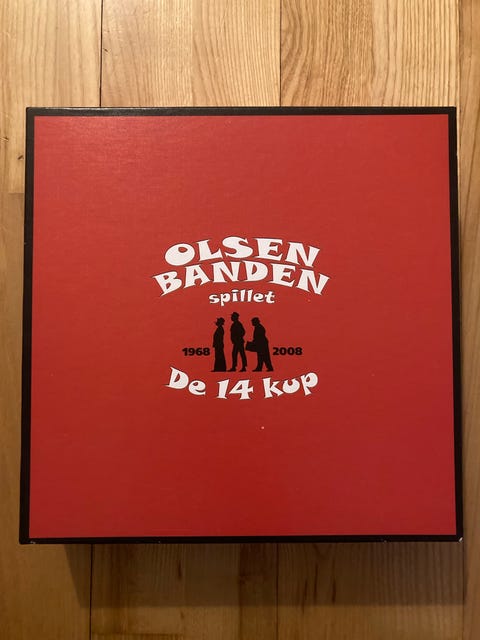 OLSEN
BANDEN
spillet
1968 2008
De 14 kup